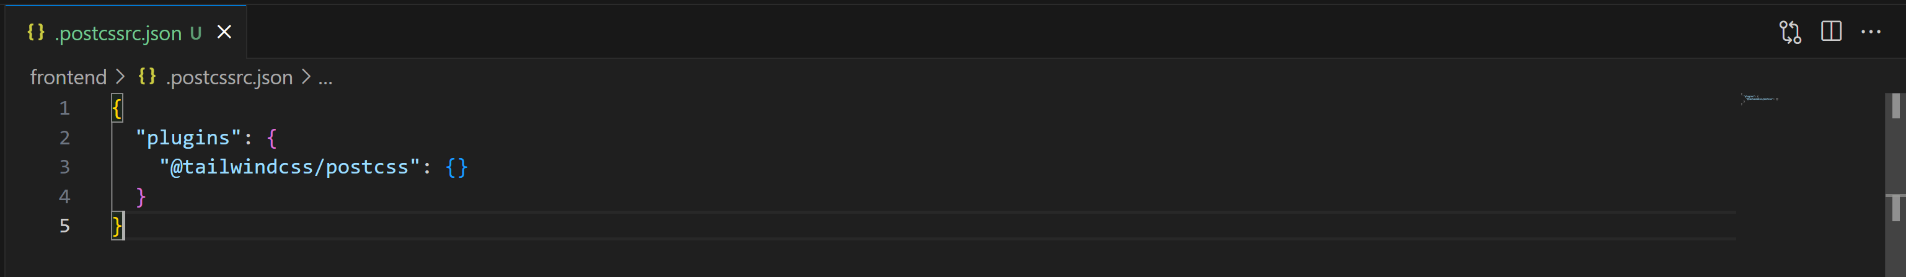 {} .postcssrc.json U
frontend > {} .postcssrc.json > ...
1 {
2   "plugins": {
3     "@tailwindcss/postcss": {}
4   }
5 }